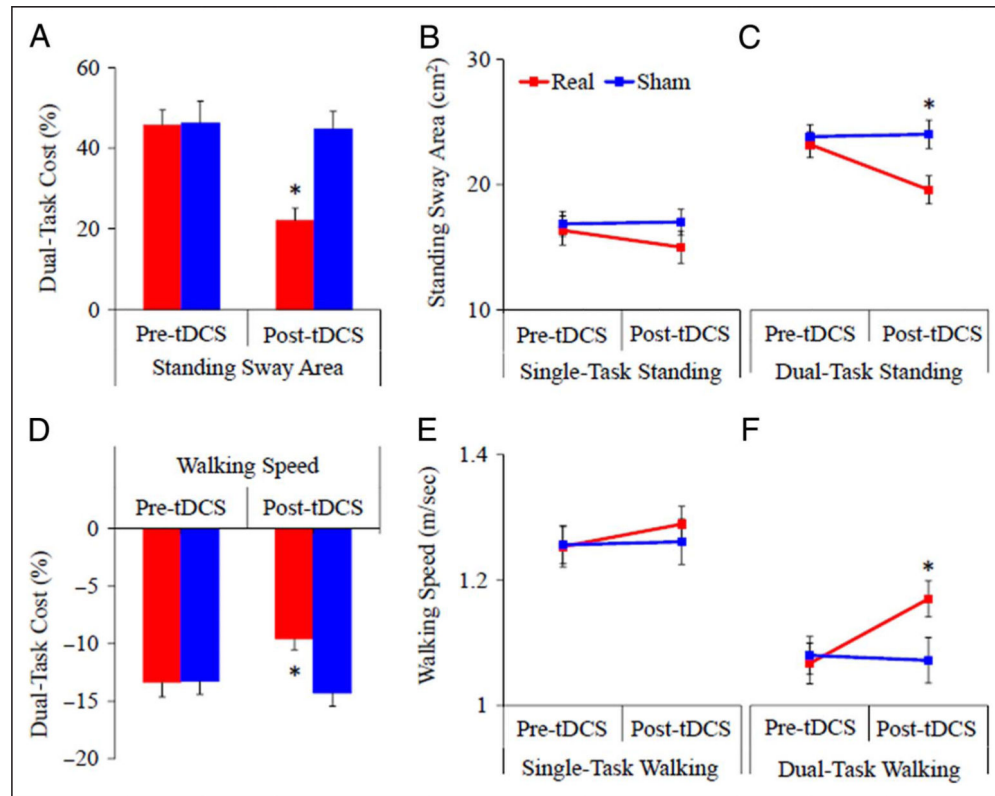 A
Dual-Task Cost (%)
60
40
20
0
*
Pre-tDCS Post-tDCS
Standing Sway Area
B
Standing Sway Area (cm²)
30
20
10
Real Sham
Pre-tDCS Post-tDCS
Single-Task Standing
C
*
Pre-tDCS Post-tDCS
Dual-Task Standing
D
Walking Speed
Pre-tDCS Post-tDCS
Dual-Task Cost (%)
0
−5
−10
−15
−20
*
E
Walking Speed (m/sec)
1.4
1.2
1
Pre-tDCS Post-tDCS
Single-Task Walking
F
*
Pre-tDCS Post-tDCS
Dual-Task Walking